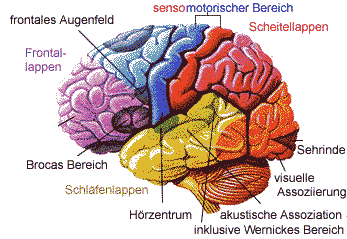 sensomotorischer Bereich
frontales Augenfeld
Scheitellappen
Frontal-
lappen
Sehrinde
Brocas Bereich
visuelle
Assoziierung
Schläfenlappen
Hörzentrum
akustische Assoziation
inklusive Wernickes Bereich